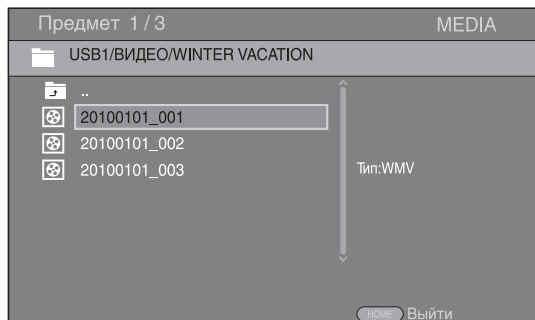 Предмет 1/3 MEDIA
USB1/ВИДЕО/WINTER VACATION
..
20100101_001
20100101_002
20100101_003
Тип:WMV
HOME Выйти